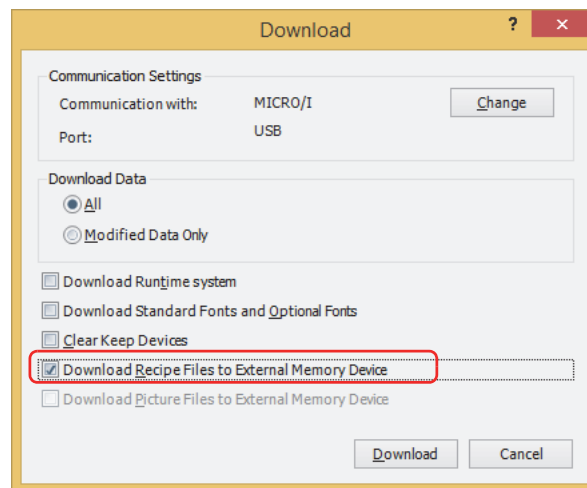 Download
?
×
Communication Settings
Communication with: MICRO/I
Change
Port: USB
Download Data
All
Modified Data Only
Download Runtime system
Download Standard Fonts and Optional Fonts
Clear Keep Devices
Download Recipe Files to External Memory Device
Download Picture Files to External Memory Device
Download Cancel